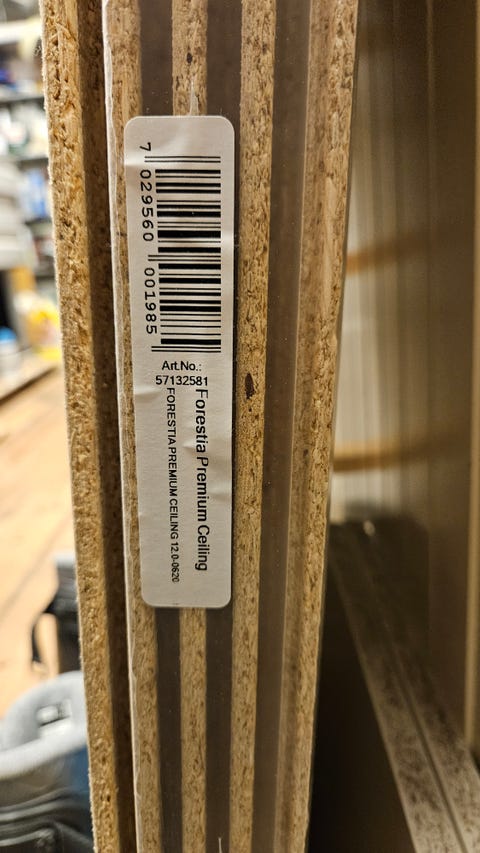 7 029560 001985
Art.No.:
57132581
Forestia Premium Ceiling
FORESTIA PREMIUM CEILING 12.0-0620